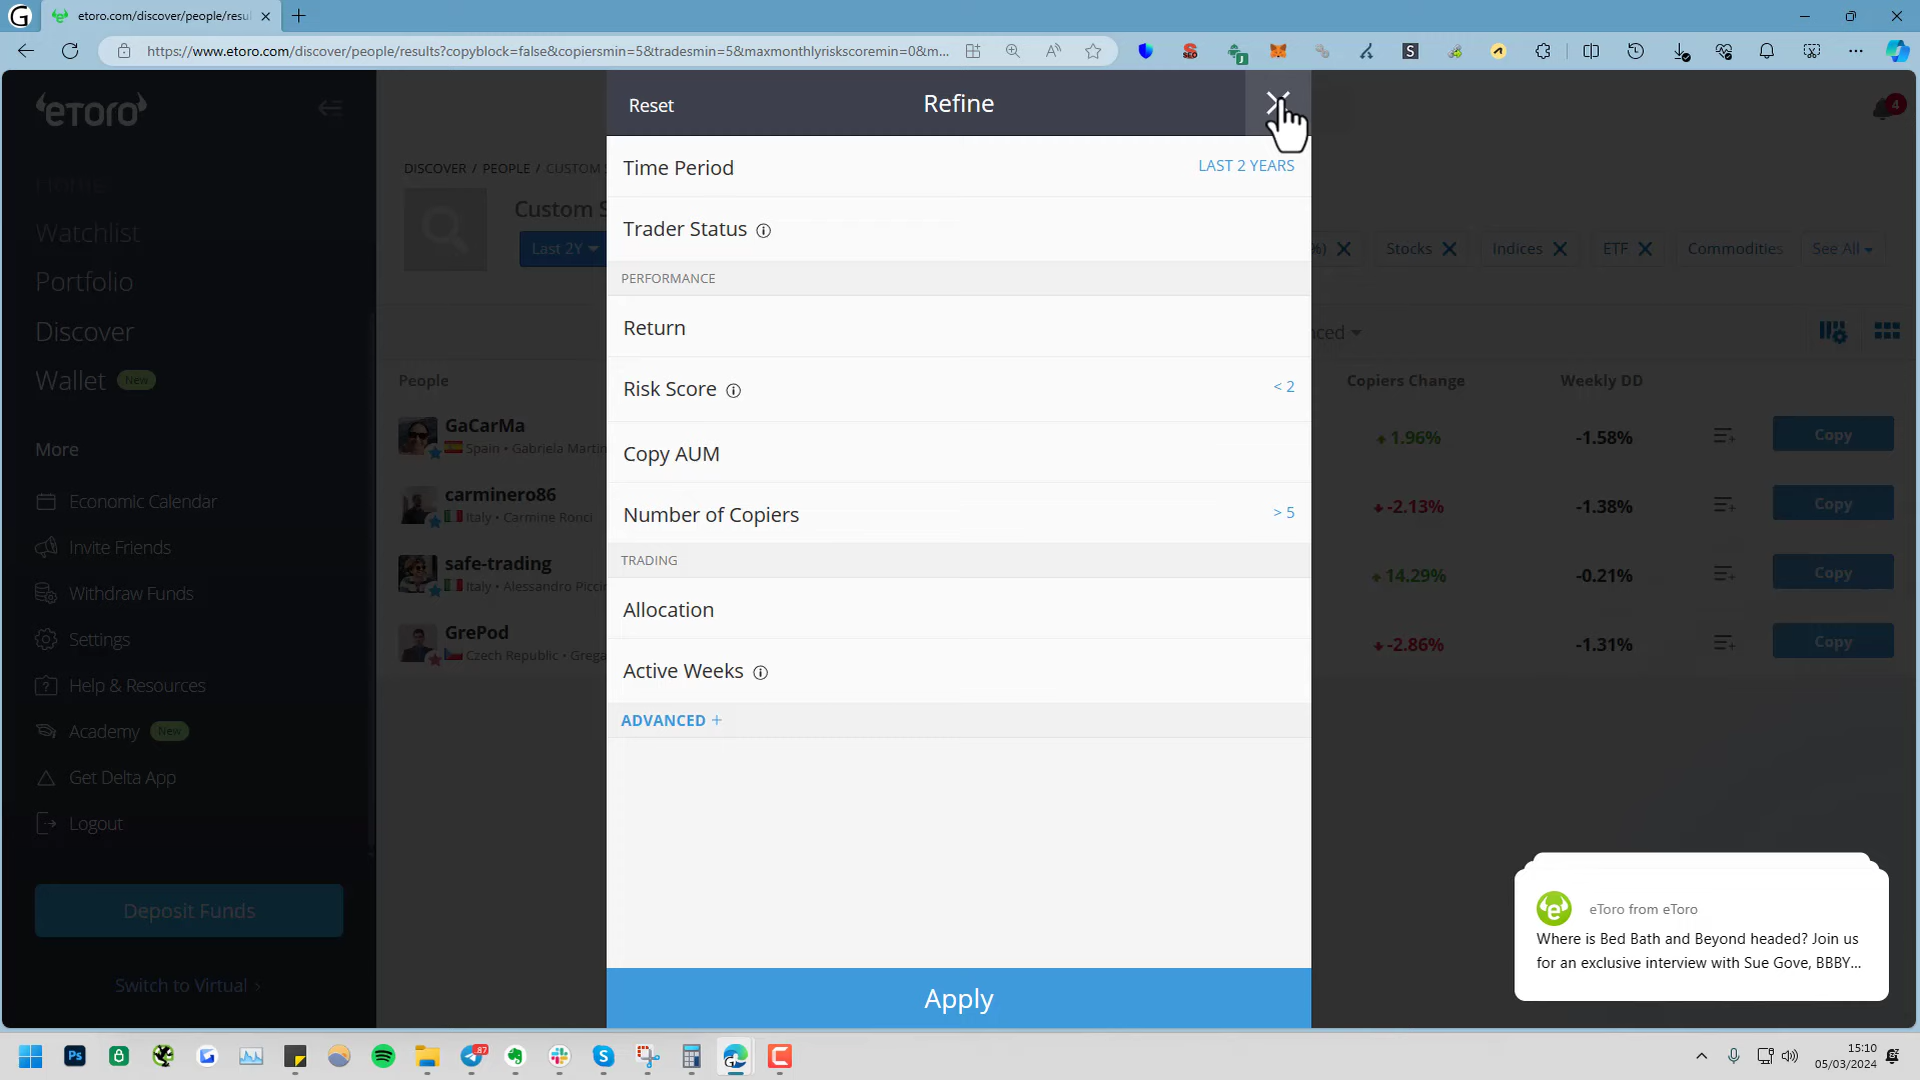 etoro.com/discover/people/resu
https://www.etoro.com/discover/people/results?copyblock=false&copiersmin=5&tradesmin=5&maxmonthlyriskscoremin=0&m...
eToro
Home
Watchlist
Portfolio
Discover
Wallet New
More
Economic Calendar
Invite Friends
Withdraw Funds
Settings
Help & Resources
Academy New
Get Delta App
Logout
Deposit Funds
Switch to Virtual ›
DISCOVER / PEOPLE / CUSTOM
Custom S
Last 2Y
People
GaCarMa
Spain • Gabriela Martin
carminero86
Italy • Carmine Ronci
safe-trading
Italy • Alessandro Picci
GrePod
Czech Republic • Grega
Reset
Refine
Time Period
LAST 2 YEARS
Trader Status
PERFORMANCE
Return
Risk Score
< 2
Copy AUM
Number of Copiers
> 5
TRADING
Allocation
Active Weeks
ADVANCED +
Apply
4
%)
Stocks
Indices
ETF
Commodities
See All
nced
Copiers Change
Weekly DD
1.96%
-1.58%
Copy
-2.13%
-1.38%
Copy
14.29%
-0.21%
Copy
-2.86%
-1.31%
Copy
eToro from eToro
Where is Bed Bath and Beyond headed? Join us
for an exclusive interview with Sue Gove, BBBY...
87
15:10
05/03/2024